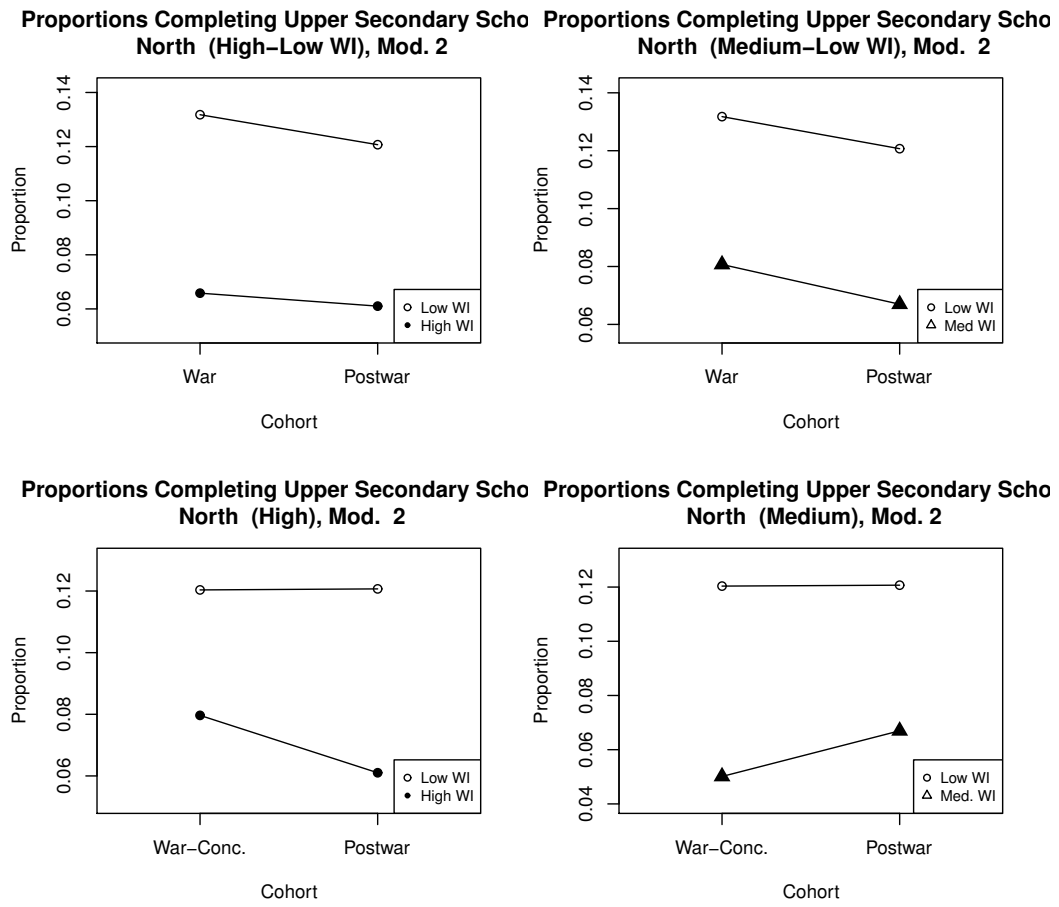 Proportions Completing Upper Secondary Scho
North (High−Low WI), Mod. 2
Proportion
0.14
0.12
0.10
0.08
0.06
Low WI
High WI
War
Postwar
Cohort
Proportions Completing Upper Secondary Scho
North (Medium−Low WI), Mod. 2
Proportion
0.14
0.12
0.10
0.08
0.06
Low WI
Med WI
War
Postwar
Cohort
Proportions Completing Upper Secondary Scho
North (High), Mod. 2
Proportion
0.12
0.10
0.08
0.06
Low WI
High WI
War−Conc.
Postwar
Cohort
Proportions Completing Upper Secondary Scho
North (Medium), Mod. 2
Proportion
0.12
0.10
0.08
0.06
0.04
Low WI
Med. WI
War−Conc.
Postwar
Cohort